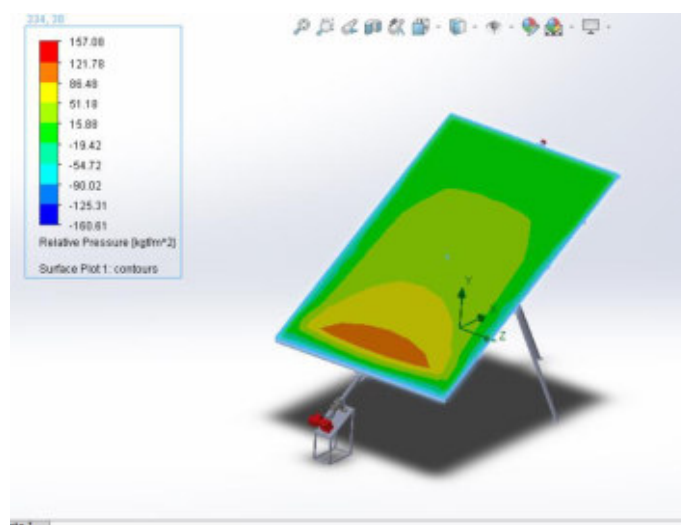 157.08
121.78
86.48
51.18
15.88
-19.42
-54.72
-90.02
-125.31
-160.61
Relative Pressure [kgf/m^2]
Surface Plot 1: contours
Y
X
Z